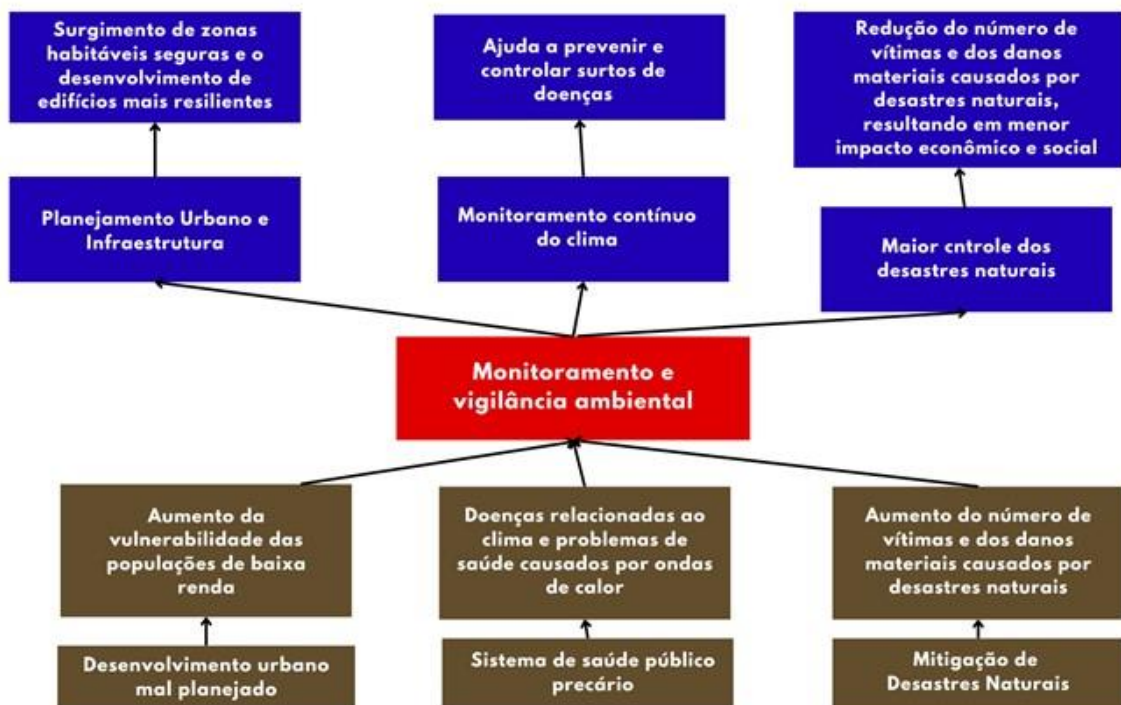 Surgimento de zonas
habitáveis seguras e o
desenvolvimento de
edifícios mais resilientes
Ajuda a prevenir e
controlar surtos de
doenças
Redução do número de
vítimas e dos danos
materiais causados por
desastres naturais,
resultando em menor
impacto econômico e social
Planejamento Urbano e
Infraestrutura
Monitoramento contínuo
do clima
Maior cntrole dos
desastres naturais
Monitoramento e
vigilância ambiental
Aumento da
vulnerabilidade das
populações de baixa
renda
Doenças relacionadas ao
clima e problemas de
saúde causados por ondas
de calor
Aumento do número de
vítimas e dos danos
materiais causados por
desastres naturais
Desenvolvimento urbano
mal planejado
Sistema de saúde público
precário
Mitigação de
Desastres Naturais